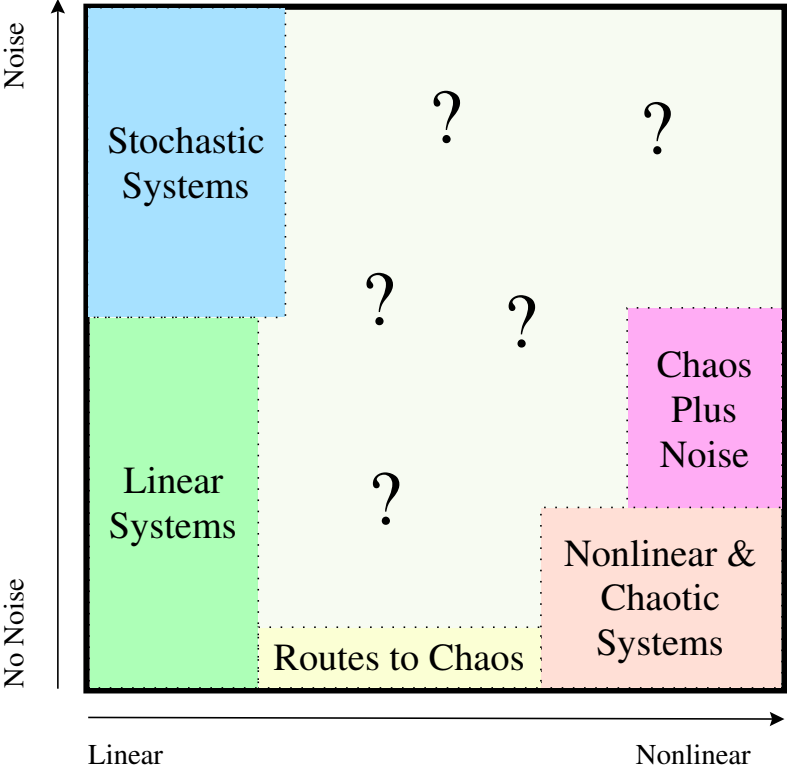 Noise
Stochastic
Systems
?
?
?
?
Chaos
Plus
Noise
Linear
Systems
?
Nonlinear &
Chaotic
Systems
Routes to Chaos
No Noise
Linear
Nonlinear